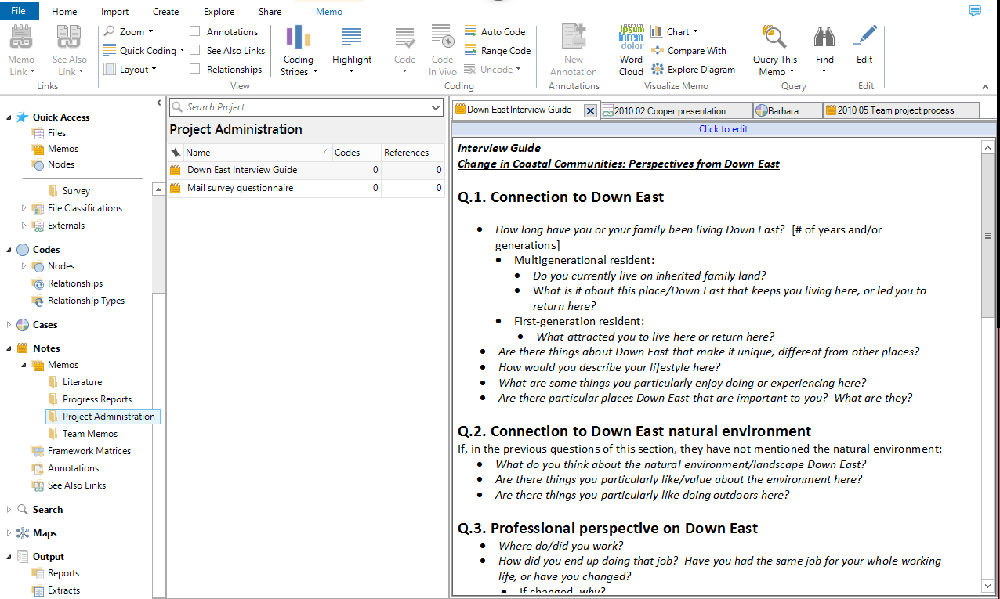 File Home Import Create Explore Share Memo
Memo Link
See Also Link
Links
Zoom
Quick Coding
Layout
Annotations
See Also Links
Relationships
View
Coding Stripes
Highlight
Code
Code In Vivo
Auto Code
Range Code
Uncode
Coding
New Annotation
Annotations
ipsum
lorem
dolor
Word Cloud
Chart
Compare With
Explore Diagram
Visualize Memo
Query This Memo
Find
Query
Edit
Edit
Quick Access
Files
Memos
Nodes
Survey
File Classifications
Externals
Codes
Nodes
Relationships
Relationship Types
Cases
Notes
Memos
Literature
Progress Reports
Project Administration
Team Memos
Framework Matrices
Annotations
See Also Links
Search
Maps
Output
Reports
Extracts
Search Project
Project Administration
Name Codes References
Down East Interview Guide 0 0
Mail survey questionnaire 0 0
Down East Interview Guide 2010 02 Cooper presentation Barbara 2010 05 Team project process
Click to edit
Interview Guide
Change in Coastal Communities: Perspectives from Down East
Q.1. Connection to Down East
• How long have you or your family been living Down East? [# of years and/or
generations]
• Multigenerational resident:
• Do you currently live on inherited family land?
• What is it about this place/Down East that keeps you living here, or led you to
return here?
• First-generation resident:
• What attracted you to live here or return here?
• Are there things about Down East that make it unique, different from other places?
• How would you describe your lifestyle here?
• What are some things you particularly enjoy doing or experiencing here?
• Are there particular places Down East that are important to you? What are they?
Q.2. Connection to Down East natural environment
If, in the previous questions of this section, they have not mentioned the natural environment:
• What do you think about the natural environment/landscape Down East?
• Are there things you particularly like/value about the environment here?
• Are there things you particularly like doing outdoors here?
Q.3. Professional perspective on Down East
• Where do/did you work?
• How did you end up doing that job? Have you had the same job for your whole working
life, or have you changed?
• If changed, why?